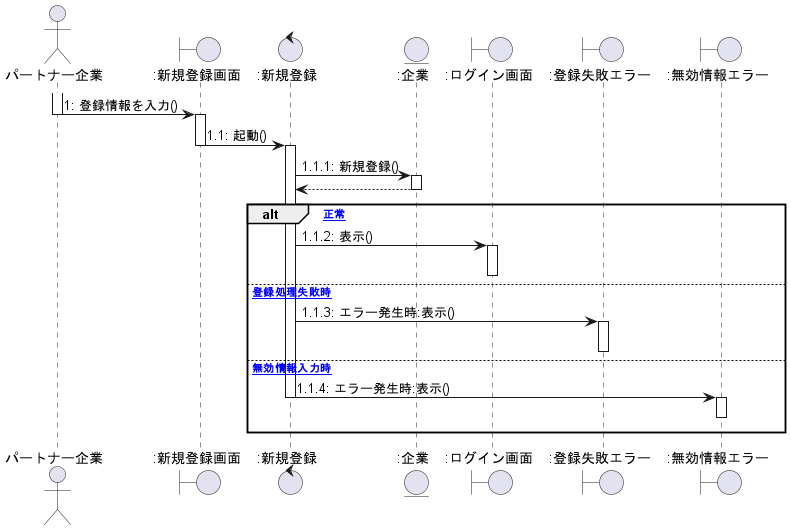 パートナー企業
:新規登録画面
:新規登録
:企業
:ログイン画面
:登録失敗エラー
:無効情報エラー
1: 登録情報を入力()
1.1: 起動()
1.1.1: 新規登録()
alt
正常
1.1.2: 表示()
登録処理失敗時
1.1.3: エラー発生時:表示()
無効情報入力時
1.1.4: エラー発生時:表示()
パートナー企業
:新規登録画面
:新規登録
:企業
:ログイン画面
:登録失敗エラー
:無効情報エラー